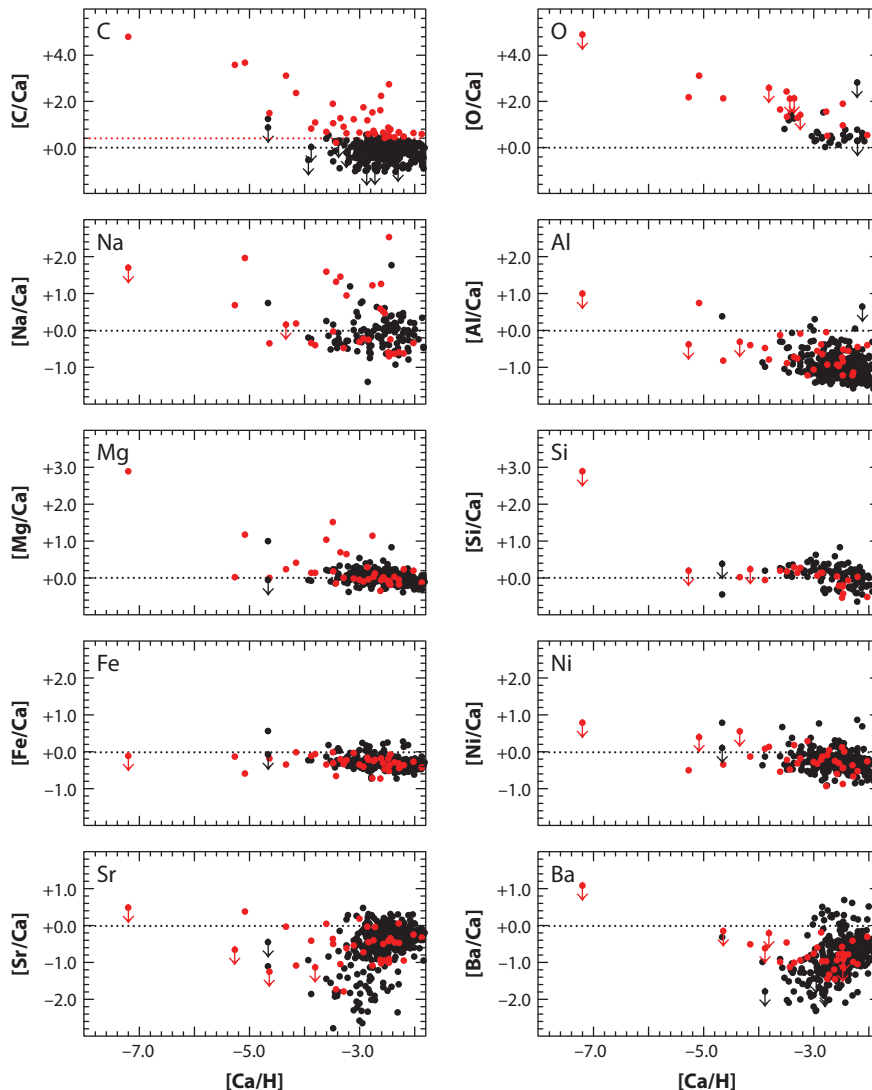 C
+4.0
+2.0
+0.0
[C/Ca]
O
+4.0
+2.0
+0.0
[O/Ca]
Na
+2.0
+1.0
+0.0
−1.0
[Na/Ca]
Al
+2.0
+1.0
+0.0
−1.0
[Al/Ca]
Mg
+3.0
+2.0
+1.0
+0.0
[Mg/Ca]
Si
+3.0
+2.0
+1.0
+0.0
[Si/Ca]
Fe
+2.0
+1.0
+0.0
−1.0
[Fe/Ca]
Ni
+2.0
+1.0
+0.0
−1.0
[Ni/Ca]
Sr
+1.0
+0.0
−1.0
−2.0
[Sr/Ca]
Ba
+1.0
+0.0
−1.0
−2.0
[Ba/Ca]
−7.0 −5.0 −3.0
[Ca/H]
−7.0 −5.0 −3.0
[Ca/H]